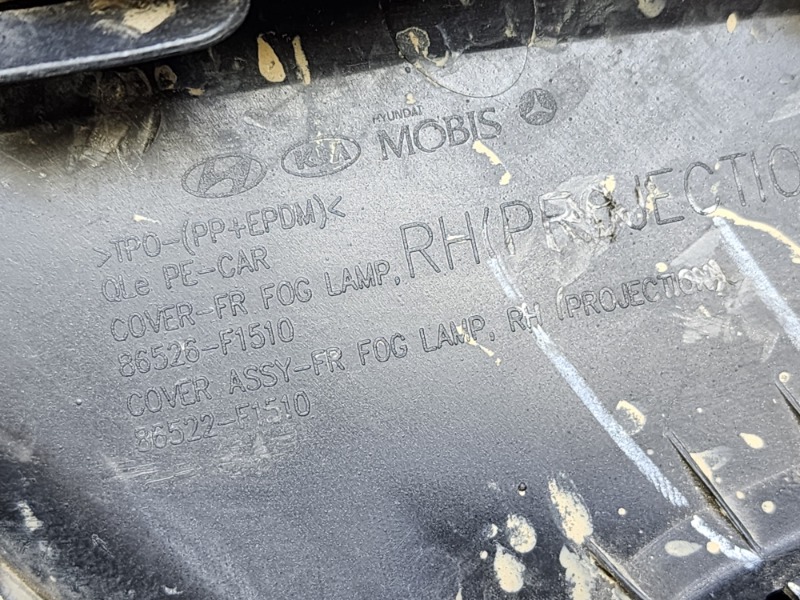 KIA HYUNDAI MOBIS
>TPO-(PP+EPDM)<
QLe PE-CAR
COVER-FR FOG LAMP, RH (PROJECTIO
86526-F1510
COVER ASSY-FR FOG LAMP, RH (PROJECTION)
86522-F1510